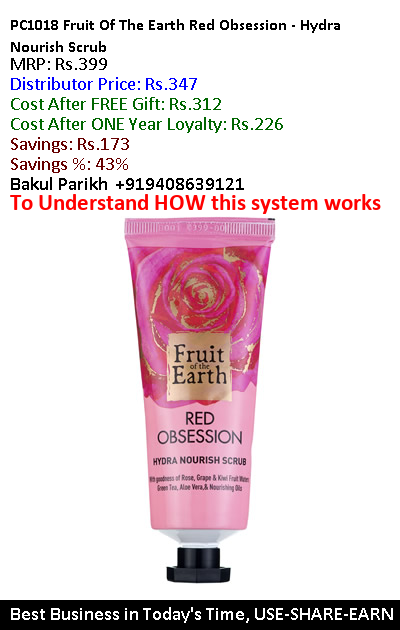 PC1018 Fruit Of The Earth Red Obsession - Hydra
Nourish Scrub
MRP: Rs.399
Distributor Price: Rs.347
Cost After FREE Gift: Rs.312
Cost After ONE Year Loyalty: Rs.226
Savings: Rs.173
Savings %: 43%
Bakul Parikh +919408639121
To Understand HOW this system works
Fruit
of the
Earth
RED
OBSESSION
HYDRA NOURISH SCRUB
With goodness of Rose, Grape & Kiwi Fruit Waters
Green Tea, Aloe Vera,& Nourishing Oils
Best Business in Today's Time, USE-SHARE-EARN